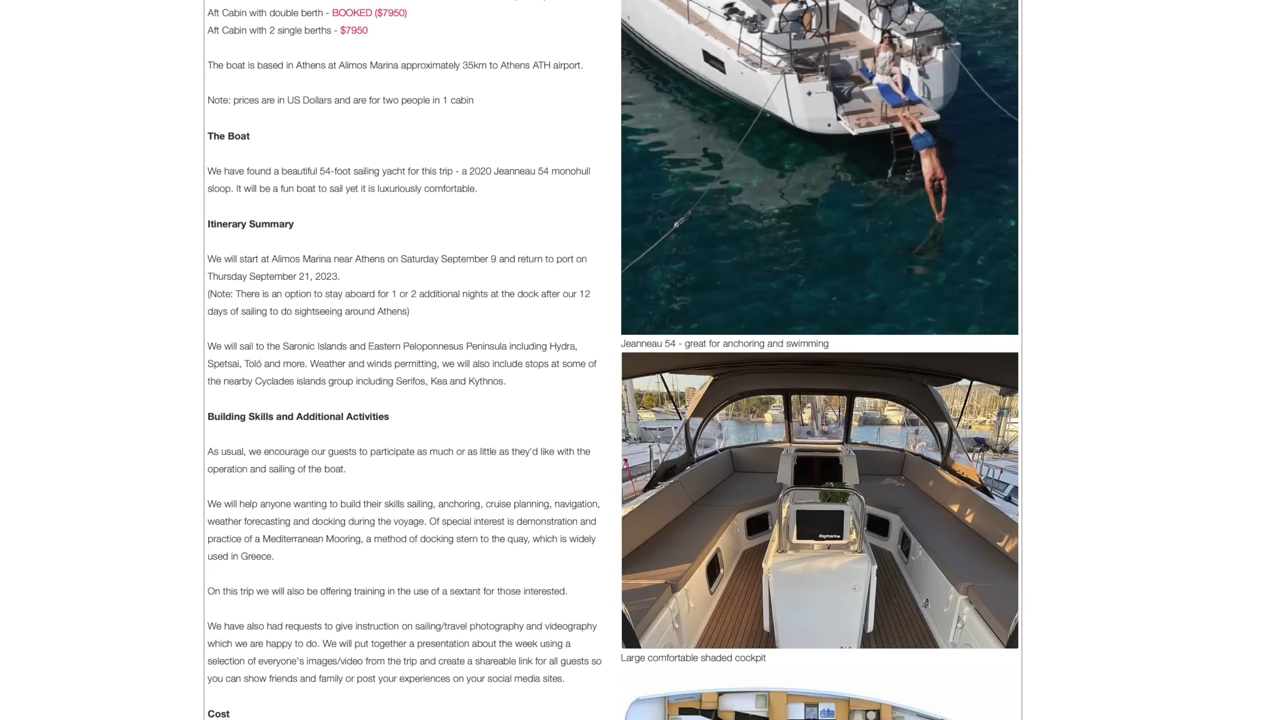 Aft Cabin with double berth - BOOKED ($7950)
Aft Cabin with 2 single berths - $7950
The boat is based in Athens at Alimos Marina approximately 35km to Athens ATH airport.
Note: prices are in US Dollars and are for two people in 1 cabin
The Boat
We have found a beautiful 54-foot sailing yacht for this trip - a 2020 Jeanneau 54 monohull
sloop. It will be a fun boat to sail yet it is luxuriously comfortable.
Itinerary Summary
We will start at Alimos Marina near Athens on Saturday September 9 and return to port on
Thursday September 21, 2023.
(Note: There is an option to stay aboard for 1 or 2 additional nights at the dock after our 12
days of sailing to do sightseeing around Athens)
We will sail to the Saronic Islands and Eastern Peloponnesus Peninsula including Hydra,
Spetsai, Toló and more. Weather and winds permitting, we will also include stops at some of
the nearby Cyclades islands group including Serifos, Kea and Kythnos.
Building Skills and Additional Activities
As usual, we encourage our guests to participate as much or as little as they'd like with the
operation and sailing of the boat.
We will help anyone wanting to build their skills sailing, anchoring, cruise planning, navigation,
weather forecasting and docking during the voyage. Of special interest is demonstration and
practice of a Mediterranean Mooring, a method of docking stern to the quay, which is widely
used in Greece.
On this trip we will also be offering training in the use of a sextant for those interested.
We have also had requests to give instruction on sailing/travel photography and videography
which we are happy to do. We will put together a presentation about the week using a
selection of everyone's images/video from the trip and create a shareable link for all guests so
you can show friends and family or post your experiences on your social media sites.
Cost
Jeanneau 54 - great for anchoring and swimming
Raymarine
Large comfortable shaded cockpit